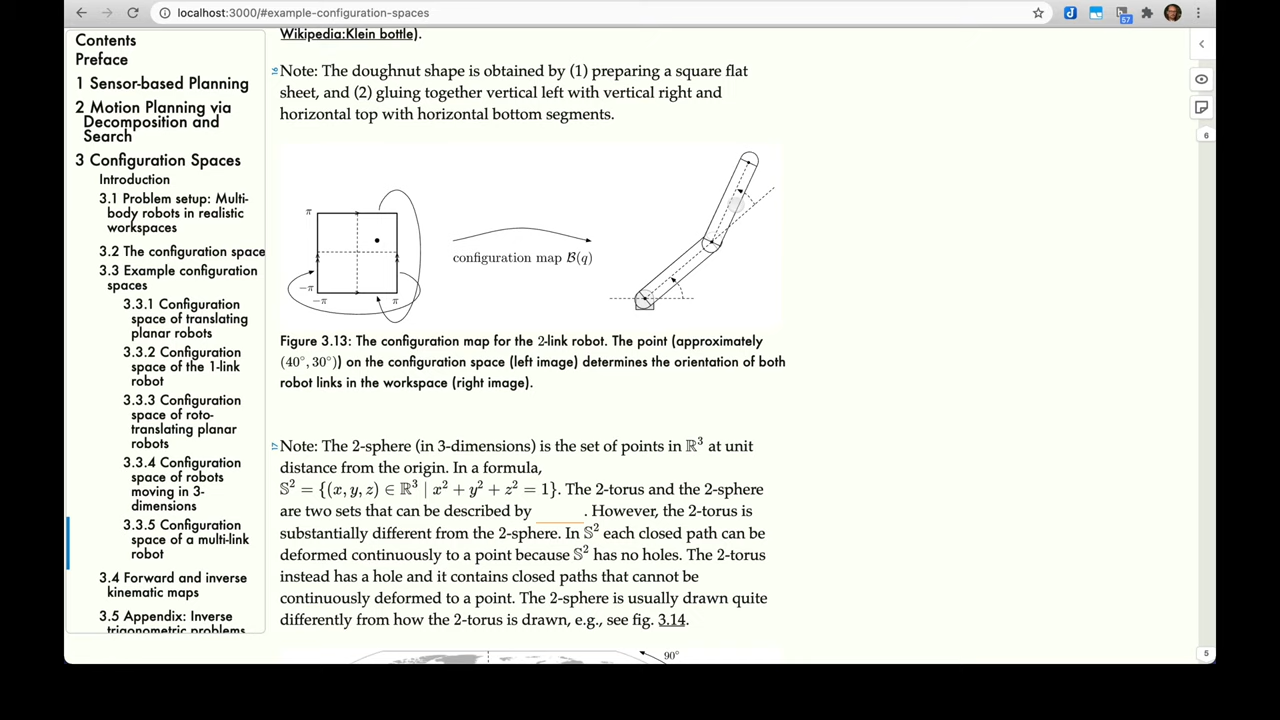 localhost:3000/#example-configuration-spaces
57
Contents
Preface
1 Sensor-based Planning
2 Motion Planning via
Decomposition and
Search
3 Configuration Spaces
Introduction
3.1 Problem setup: Multi-
body robots in realistic
workspaces
3.2 The configuration space
3.3 Example configuration
spaces
3.3.1 Configuration
space of translating
planar robots
3.3.2 Configuration
space of the 1-link
robot
3.3.3 Configuration
space of roto-
translating planar
robots
3.3.4 Configuration
space of robots
moving in 3-
dimensions
3.3.5 Configuration
space of a multi-link
robot
3.4 Forward and inverse
kinematic maps
3.5 Appendix: Inverse
trigonometric problems
Wikipedia:Klein bottle).
16
Note: The doughnut shape is obtained by (1) preparing a square flat
sheet, and (2) gluing together vertical left with vertical right and
horizontal top with horizontal bottom segments.
π
−π
−π
π
configuration map ℬ(q)
Figure 3.13: The configuration map for the 2-link robot. The point (approximately
(40°, 30°)) on the configuration space (left image) determines the orientation of both
robot links in the workspace (right image).
17
Note: The 2-sphere (in 3-dimensions) is the set of points in ℝ³ at unit
distance from the origin. In a formula,
𝕊² = {(x, y, z) ∈ ℝ³ | x² + y² + z² = 1}. The 2-torus and the 2-sphere
are two sets that can be described by ______. However, the 2-torus is
substantially different from the 2-sphere. In 𝕊² each closed path can be
deformed continuously to a point because 𝕊² has no holes. The 2-torus
instead has a hole and it contains closed paths that cannot be
continuously deformed to a point. The 2-sphere is usually drawn quite
differently from how the 2-torus is drawn, e.g., see fig. 3.14.
90°
6
5